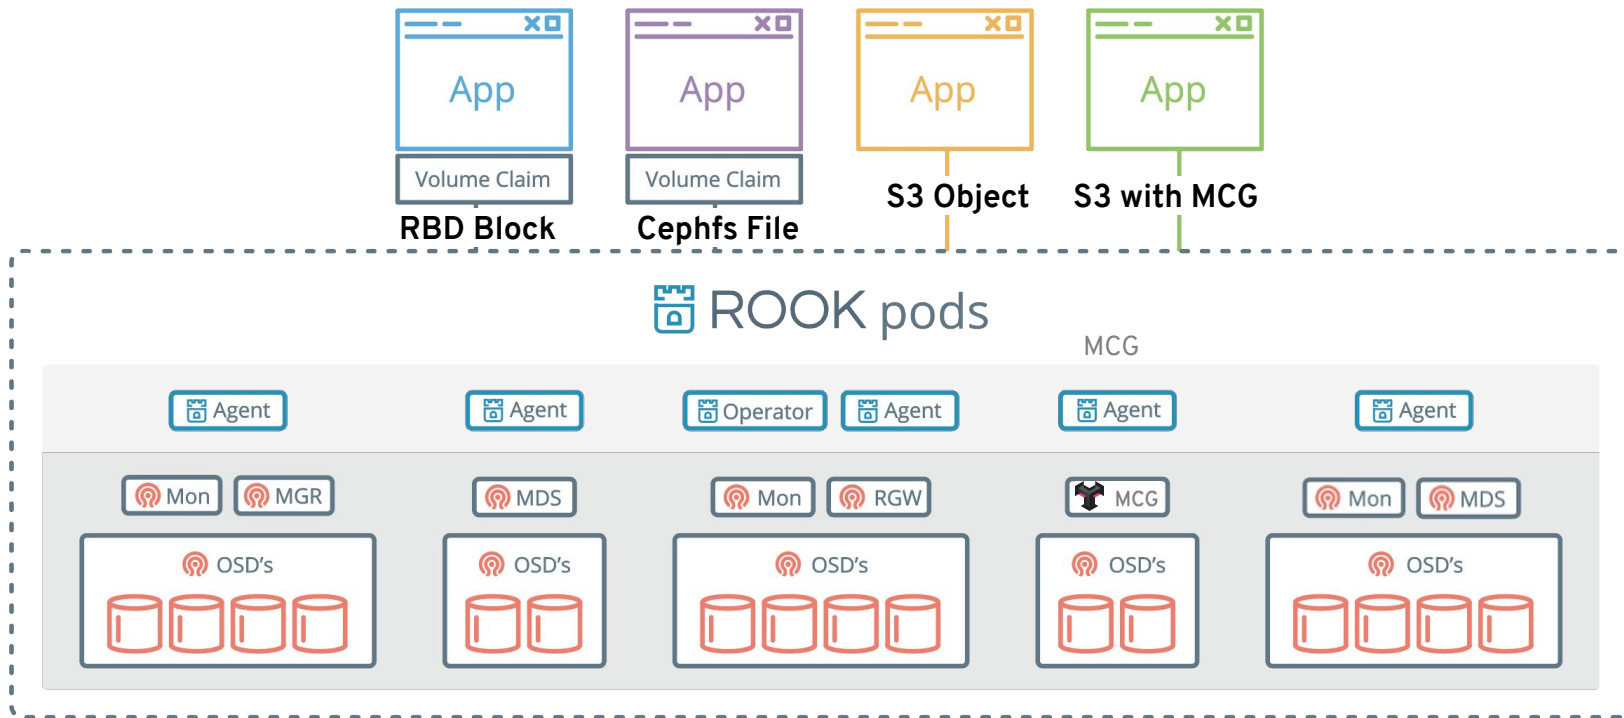 App App App App
Volume Claim Volume Claim
S3 Object S3 with MCG
RBD Block Cephfs File
ROOK pods
MCG
Agent Agent Operator Agent Agent Agent
Mon MGR MDS Mon RGW MCG Mon MDS
OSD’s OSD’s OSD’s OSD’s OSD’s